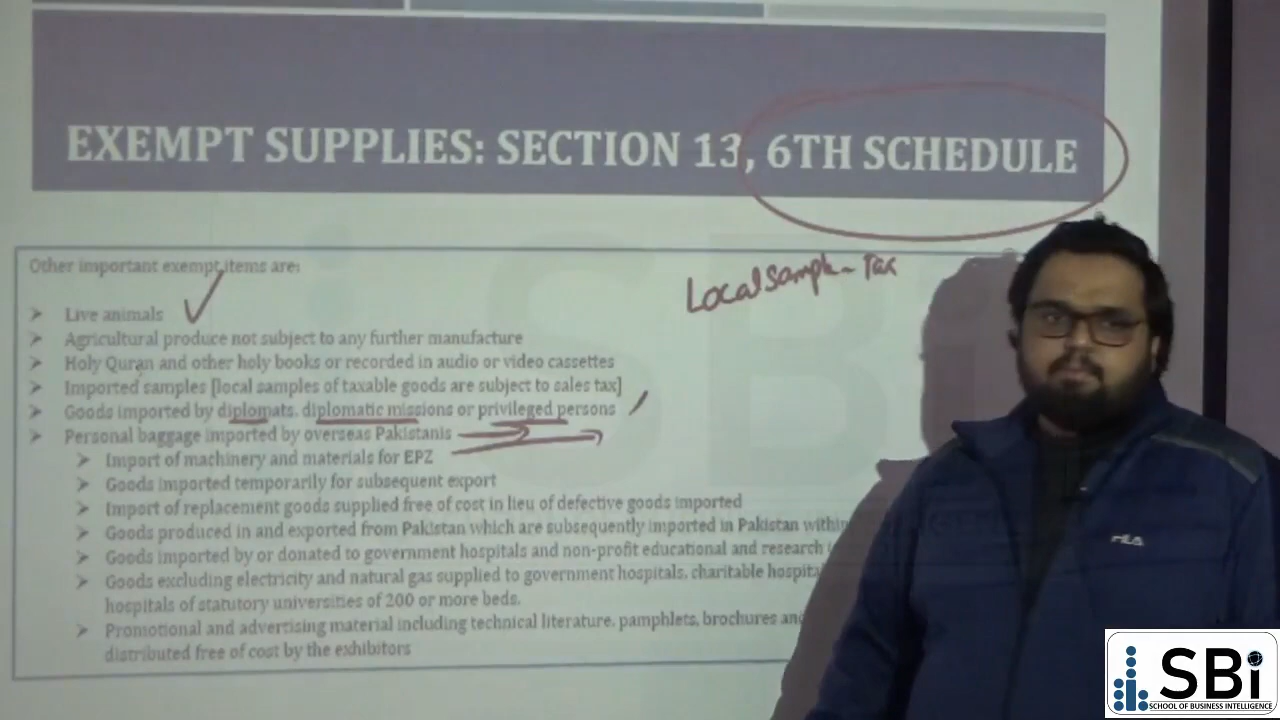 EXEMPT SUPPLIES: SECTION 13, 6TH SCHEDULE
Other important exempt items are:
Local Sample Tax
Live animals
Agricultural produce not subject to any further manufacture
Holy Quran and other holy books or recorded in audio or video cassettes
Imported samples [local samples of taxable goods are subject to sales tax]
Goods imported by diplomats, diplomatic missions or privileged persons
Personal baggage imported by overseas Pakistanis
Import of machinery and materials for EPZ
Goods imported temporarily for subsequent export
Import of replacement goods supplied free of cost in lieu of defective goods imported
Goods produced in and exported from Pakistan which are subsequently imported in Pakistan within
Goods imported by or donated to government hospitals and non-profit educational and research
Goods excluding electricity and natural gas supplied to government hospitals, charitable
hospitals of statutory universities of 200 or more beds.
Promotional and advertising material including technical literature, pamphlets, brochures and
distributed free of cost by the exhibitors
FILA
SBi
SCHOOL OF BUSINESS INTELLIGENCE